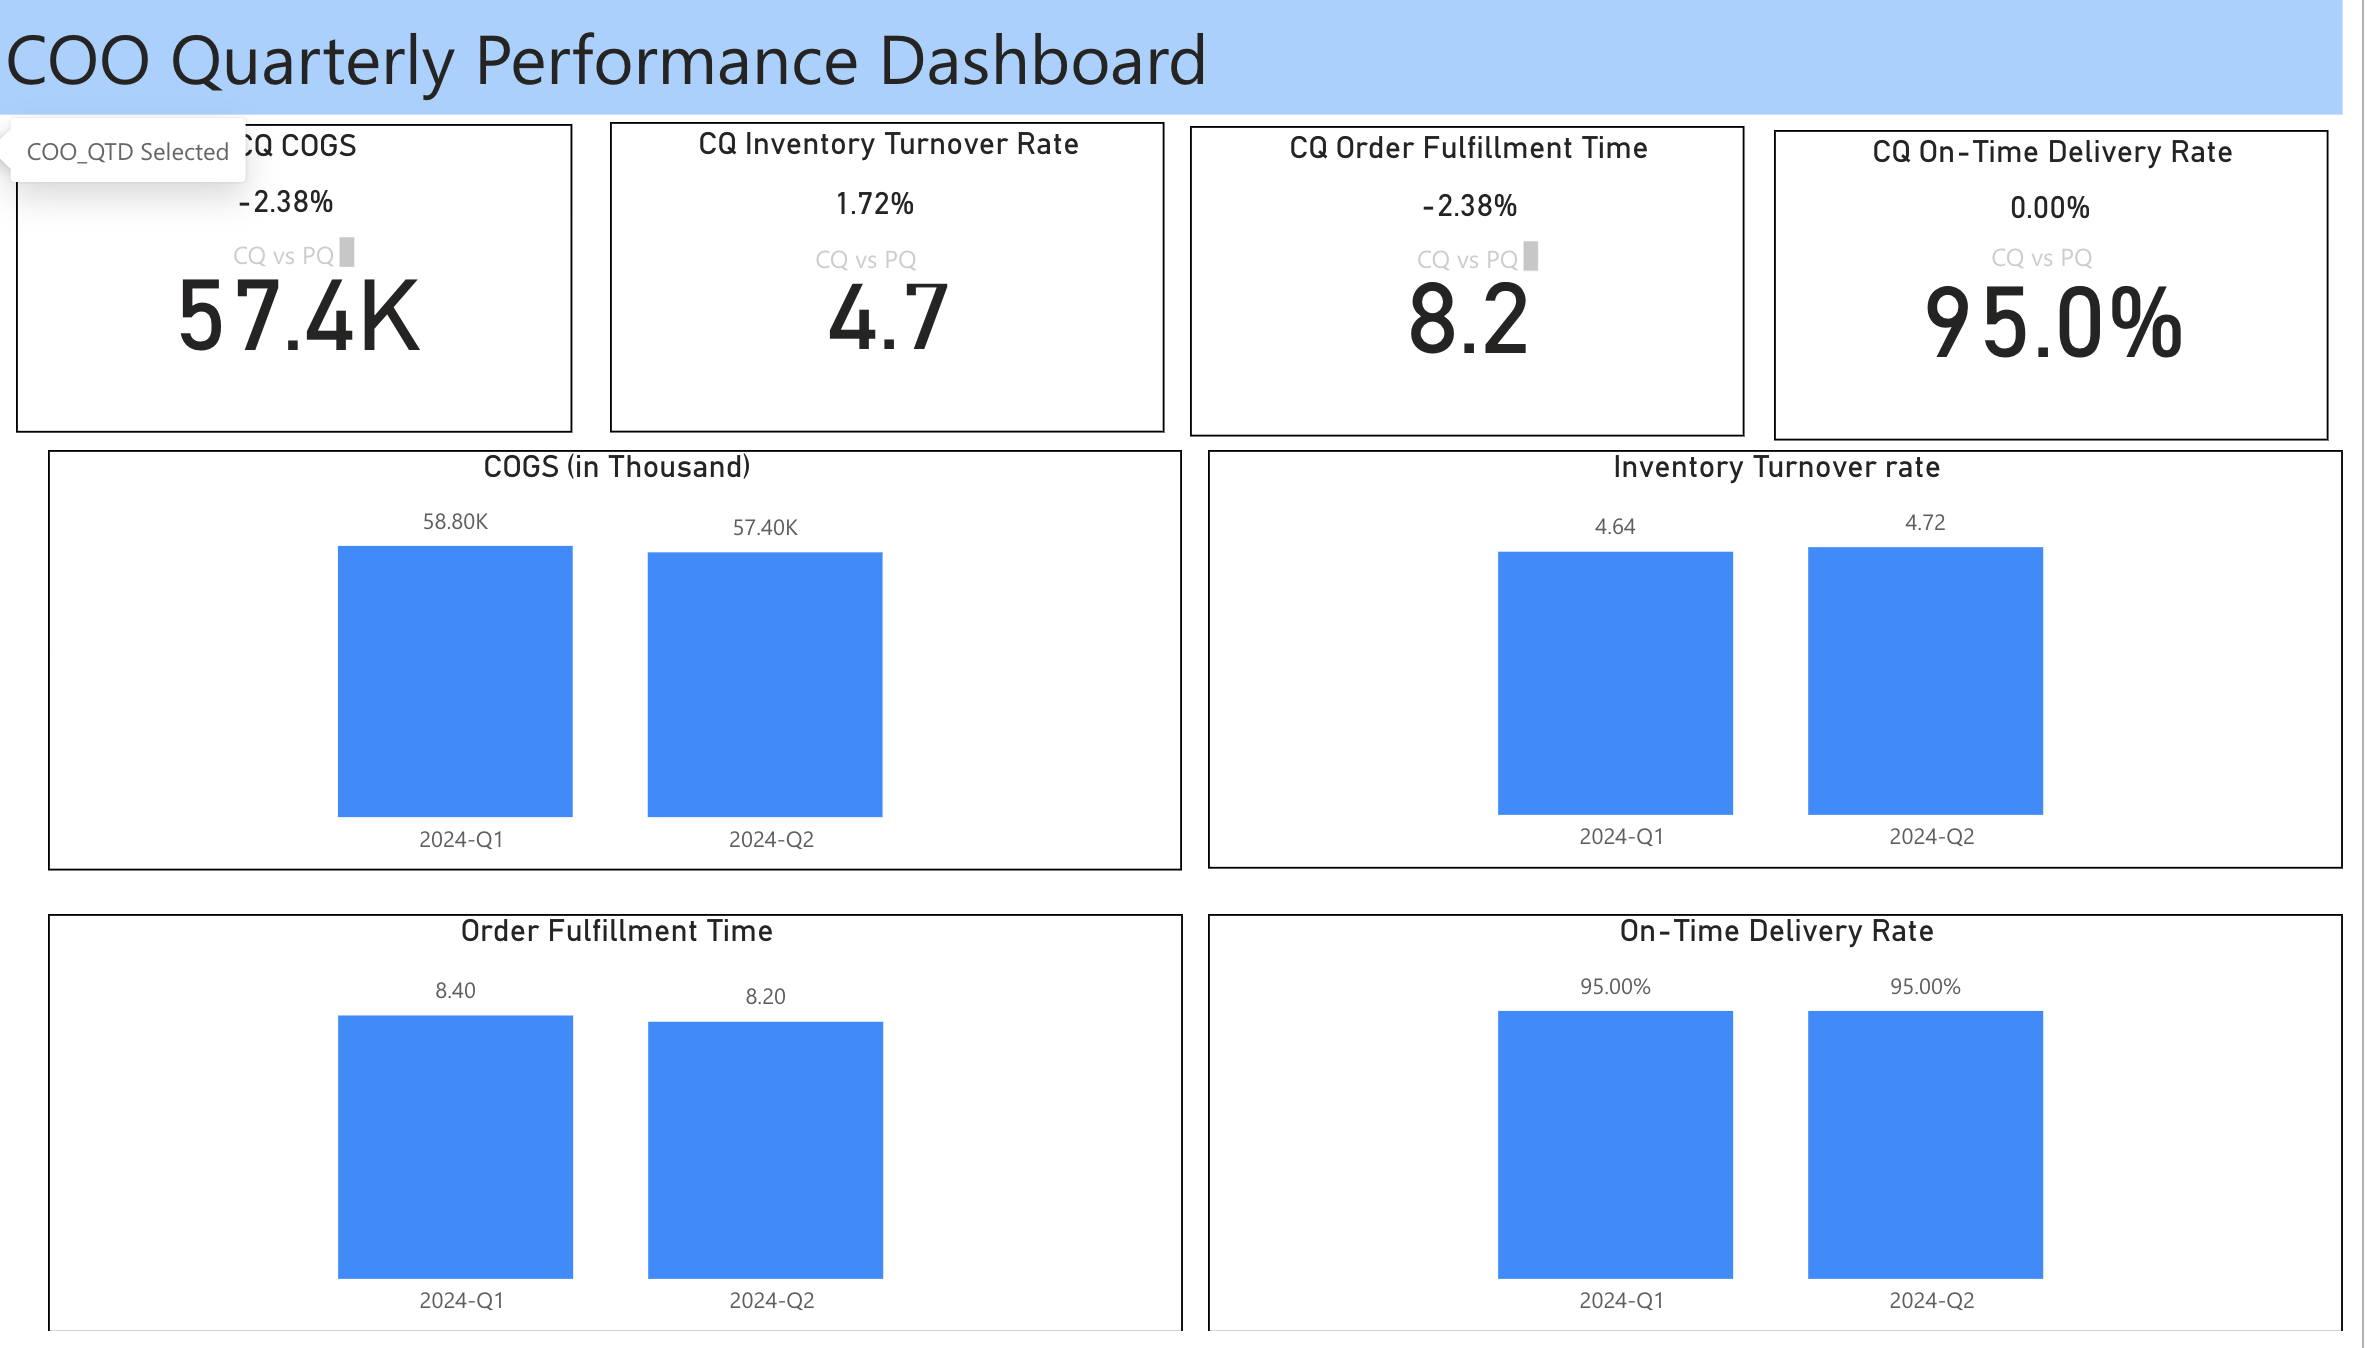 COO Quarterly Performance Dashboard
COO_QTD Selected
CQ COGS
-2.38%
CQ vs PQ
57.4K
CQ Inventory Turnover Rate
1.72%
CQ vs PQ
4.7
CQ Order Fulfillment Time
-2.38%
CQ vs PQ
8.2
CQ On-Time Delivery Rate
0.00%
CQ vs PQ
95.0%
COGS (in Thousand)
58.80K
57.40K
2024-Q1
2024-Q2
Inventory Turnover rate
4.64
4.72
2024-Q1
2024-Q2
Order Fulfillment Time
8.40
8.20
2024-Q1
2024-Q2
On-Time Delivery Rate
95.00%
95.00%
2024-Q1
2024-Q2